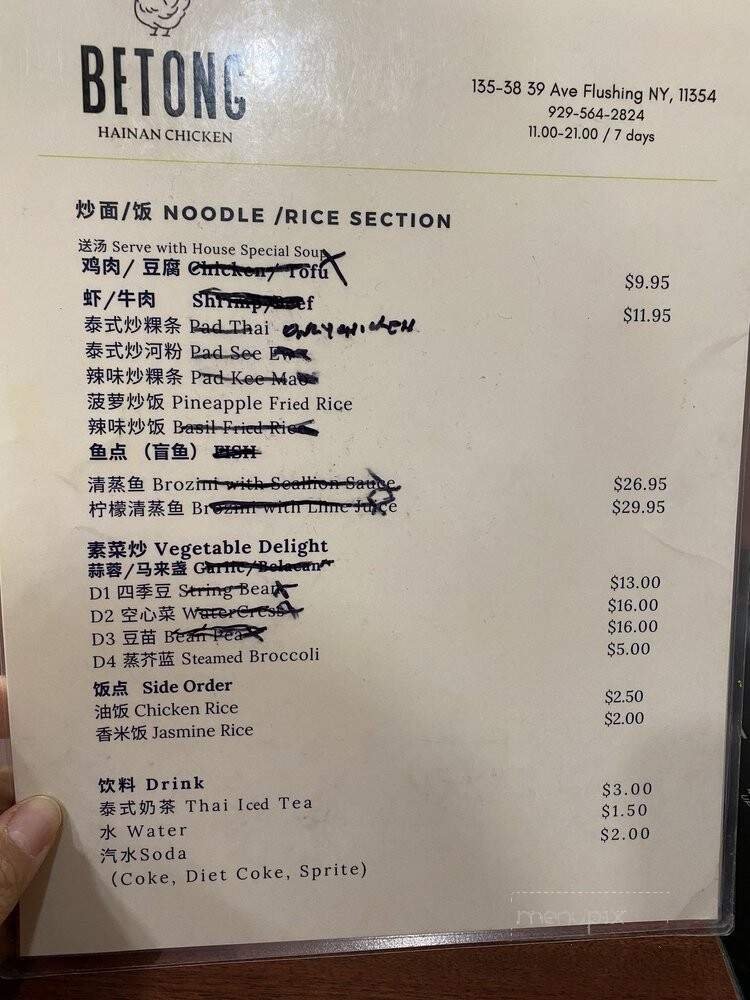 BETONG
HAINAN CHICKEN
135-38 39 Ave Flushing NY, 11354
929-564-2824
11.00-21.00 / 7 days
炒面/饭 NOODLE /RICE SECTION
送汤 Serve with House Special Soup
鸡肉/ 豆腐 Chicken/ Tofu $9.95
虾/牛肉 Shrimp/Beef $11.95
泰式炒粿条 Pad Thai ONLY CHICKEN
泰式炒河粉 Pad See Ewe
辣味炒粿条 Pad Kee Mao
菠萝炒饭 Pineapple Fried Rice
辣味炒饭 Basil Fried Rice
鱼点 （盲鱼） FISH
清蒸鱼 Brozini with Scallion Sauce $26.95
柠檬清蒸鱼 Brozini with Lime Juice $29.95
素菜炒 Vegetable Delight
蒜蓉/马来盏 Garlic/Belacan
D1 四季豆 String Bean $13.00
D2 空心菜 WaterCress $16.00
D3 豆苗 Bean Pea $16.00
D4 蒸芥蓝 Steamed Broccoli $5.00
饭点 Side Order
油饭 Chicken Rice $2.50
香米饭 Jasmine Rice $2.00
饮料 Drink
泰式奶茶 Thai Iced Tea $3.00
水 Water $1.50
汽水Soda $2.00
(Coke, Diet Coke, Sprite)
menupix